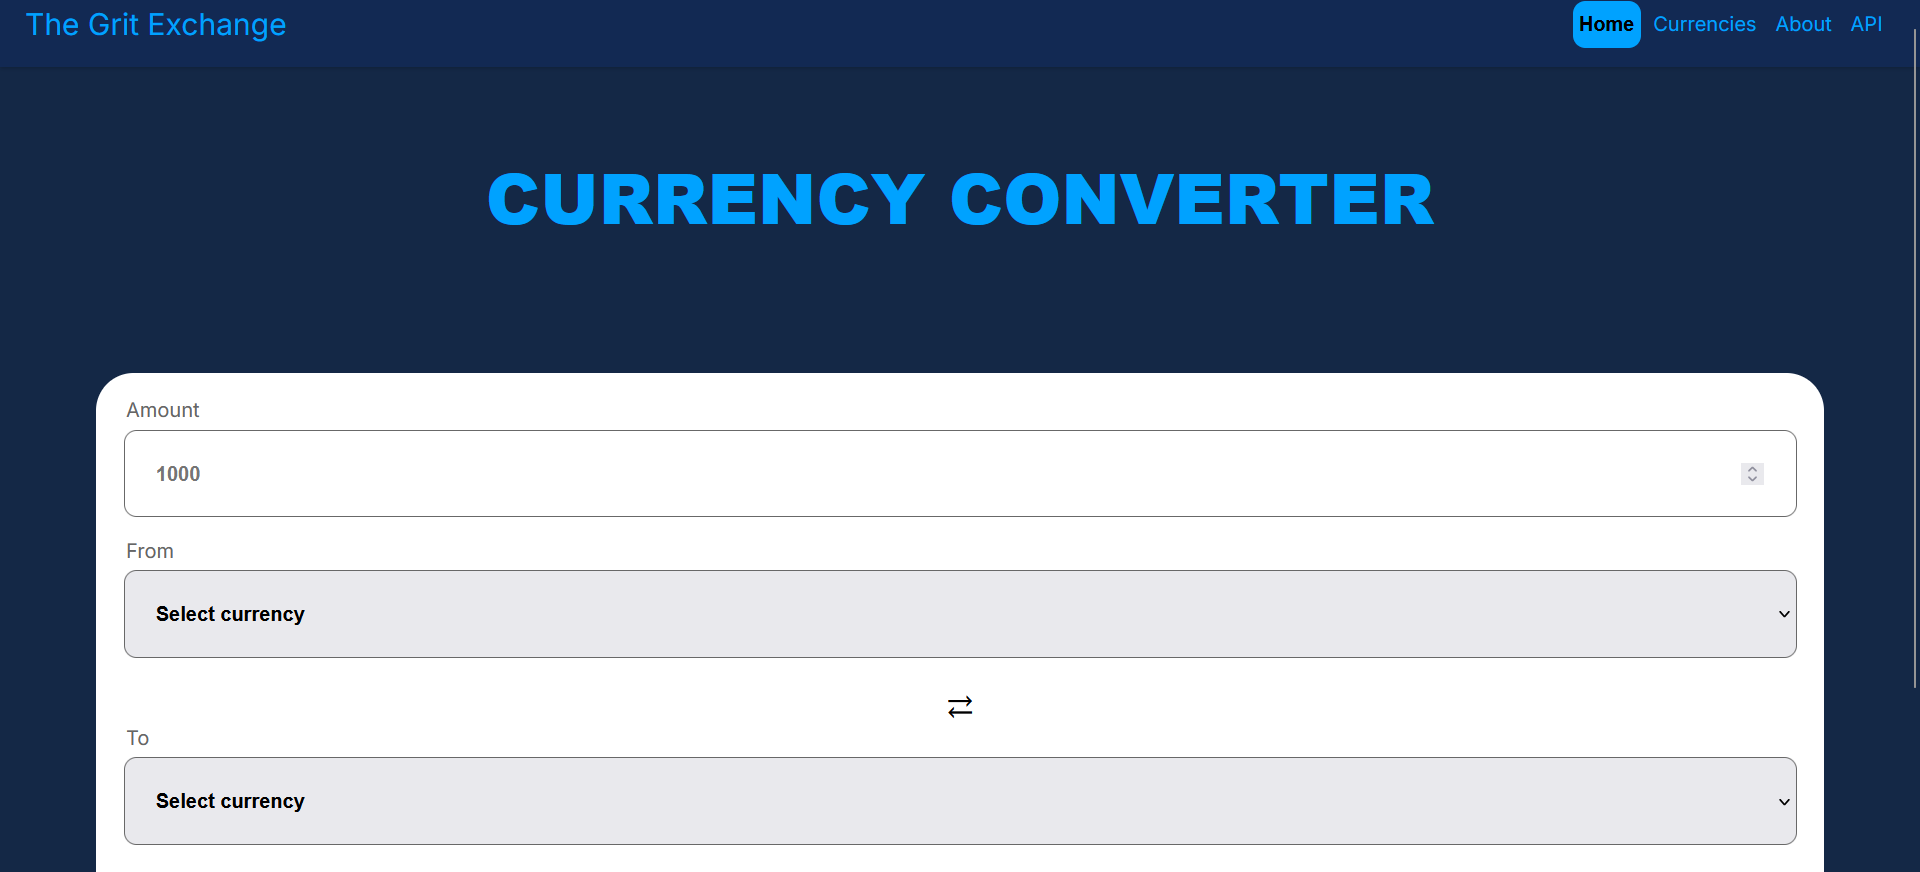 The Grit Exchange
Home Currencies About API
CURRENCY CONVERTER
Amount
1000
From
Select currency
To
Select currency